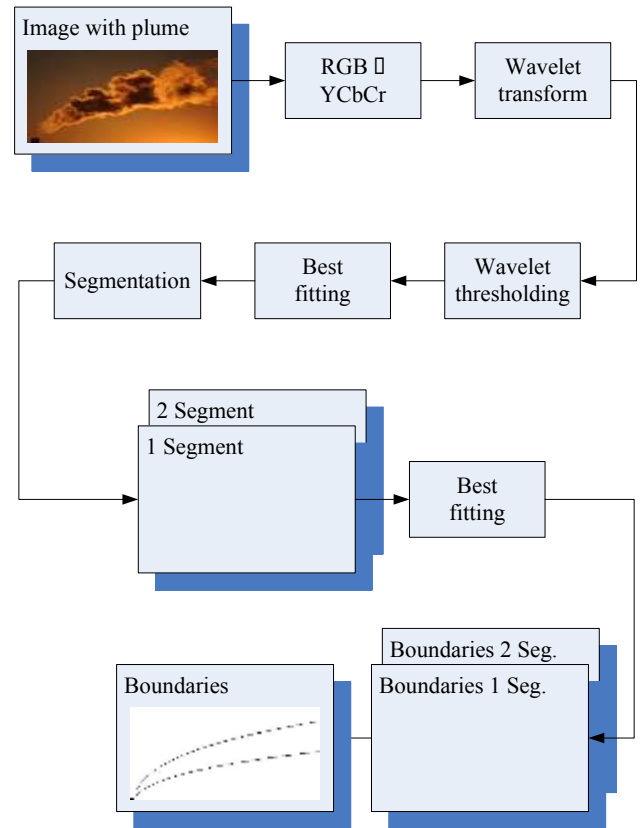 Image with plume
RGB 
YCbCr
Wavelet
transform
Segmentation
Best
fitting
Wavelet
thresholding
2 Segment
1 Segment
Best
fitting
Boundaries 2 Seg.
Boundaries 1 Seg.
Boundaries